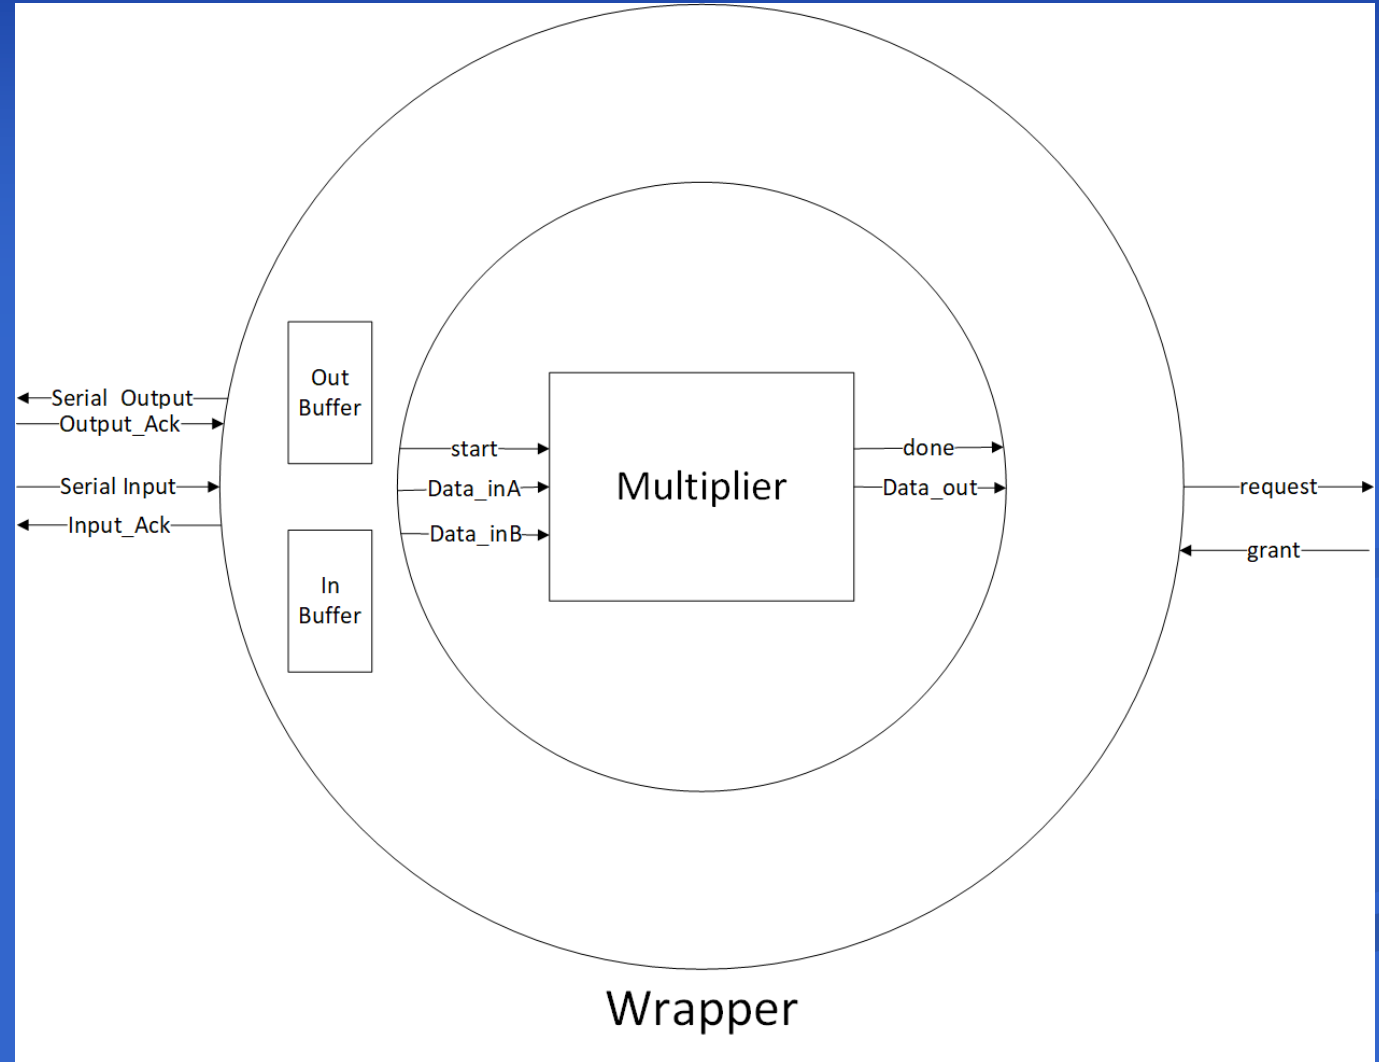 Out
Buffer
Serial Output
Output_Ack
start
done
Multiplier
Serial Input
Data_inA
Data_out
request
Input_Ack
Data_inB
grant
In
Buffer
Wrapper